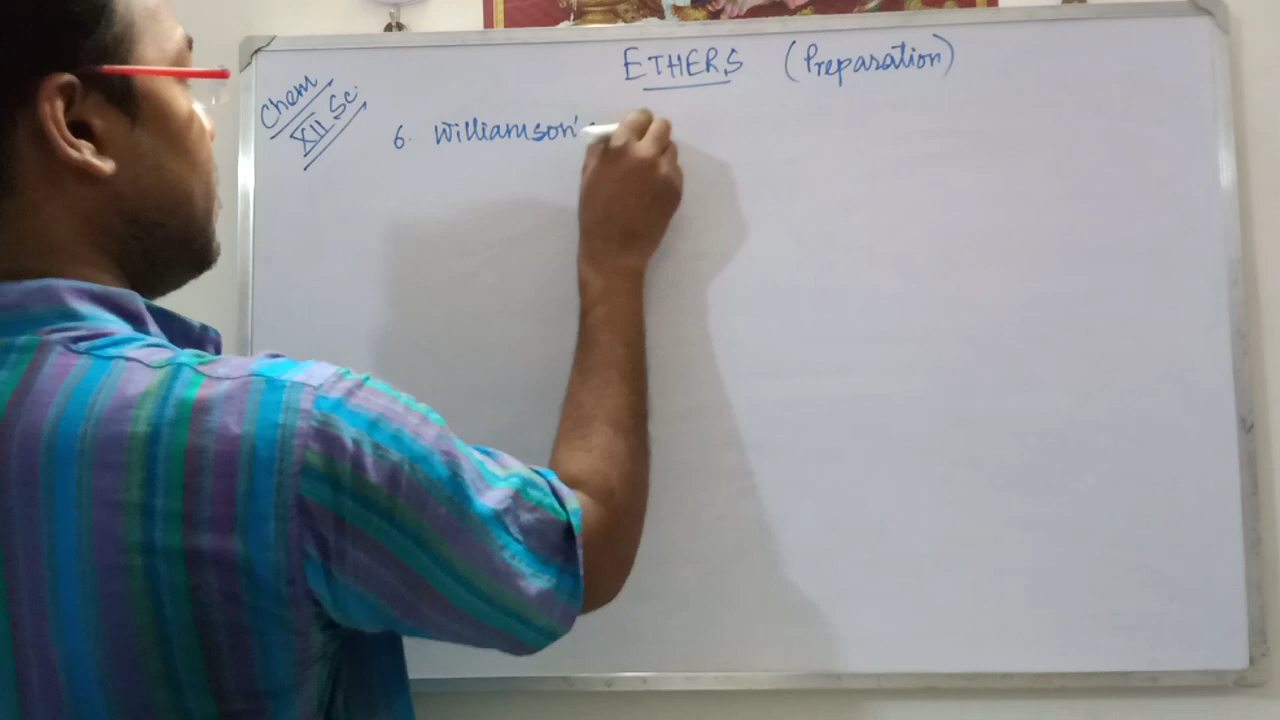 ETHERS (Preparation)
Chem
XII Sc.
6. Williamson's